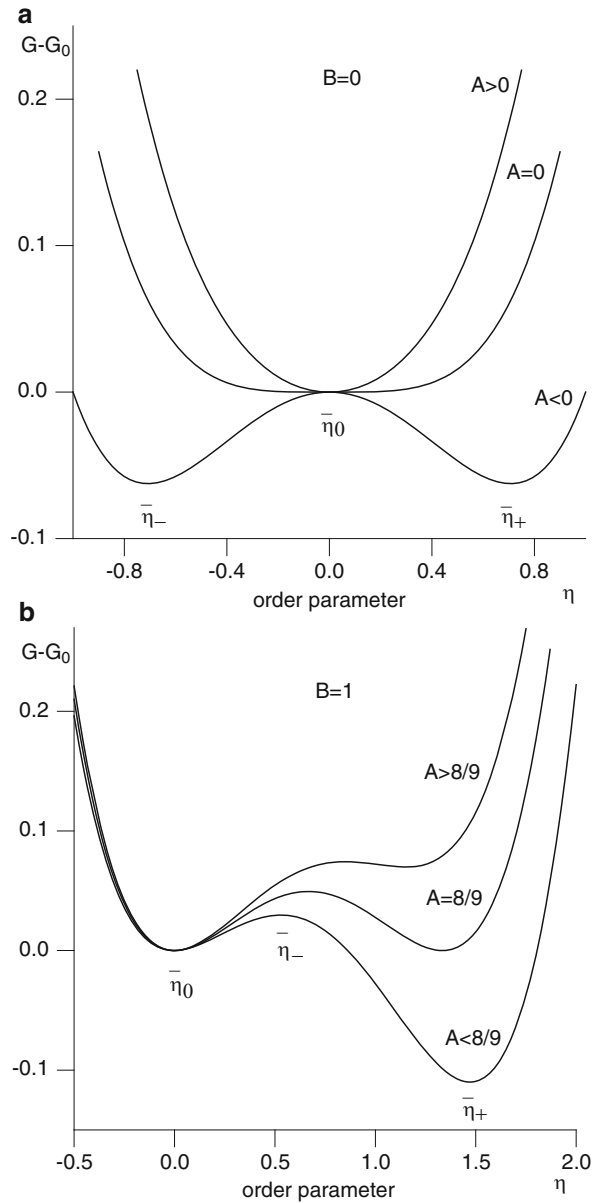 a
G-G0
B=0
A>0
0.2
A=0
0.1
0.0
A<0
η̄0
η̄−
η̄+
-0.1
-0.8 -0.4 0.0 0.4 0.8
order parameter η
b
G-G0
B=1
0.2
A>8/9
0.1
A=8/9
0.0
η̄−
η̄0
A<8/9
-0.1
η̄+
-0.5 0.0 0.5 1.0 1.5 2.0
order parameter η